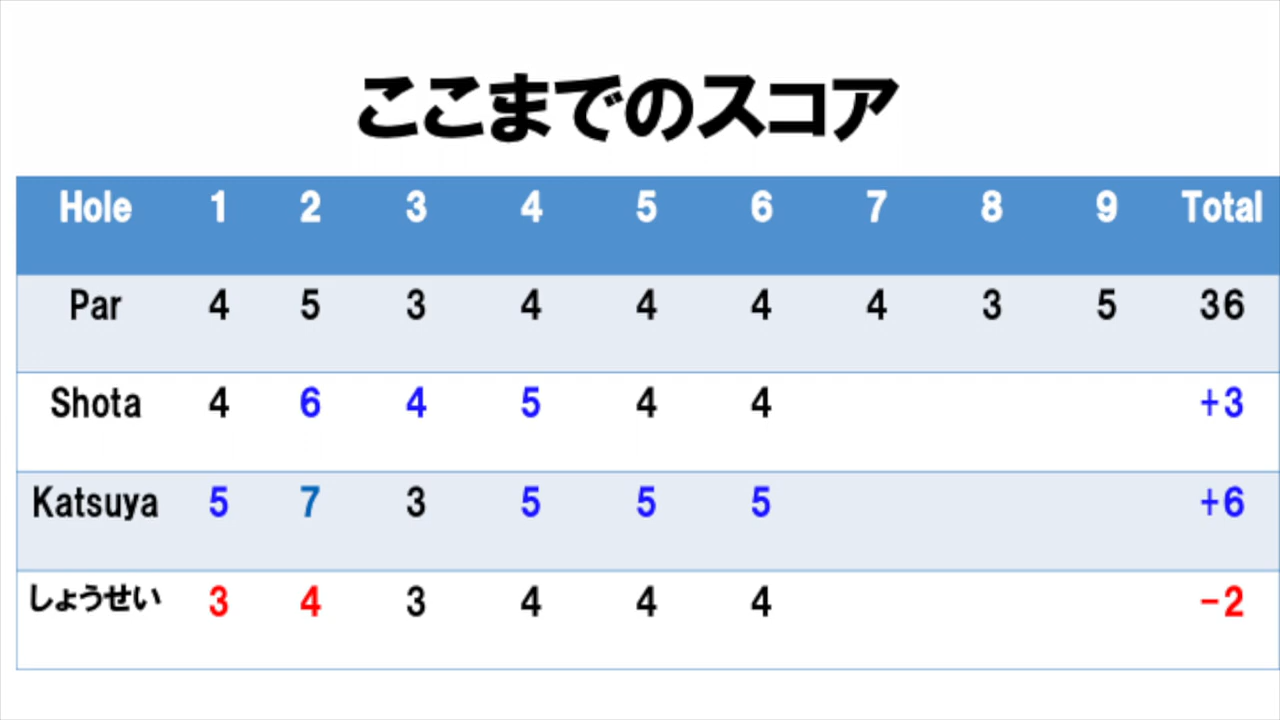 ここまでのスコア
Hole 1 2 3 4 5 6 7 8 9 Total
Par 4 5 3 4 4 4 4 3 5 36
Shota 4 6 4 5 4 4 +3
Katsuya 5 7 3 5 5 5 +6
しょうせい 3 4 3 4 4 4 -2